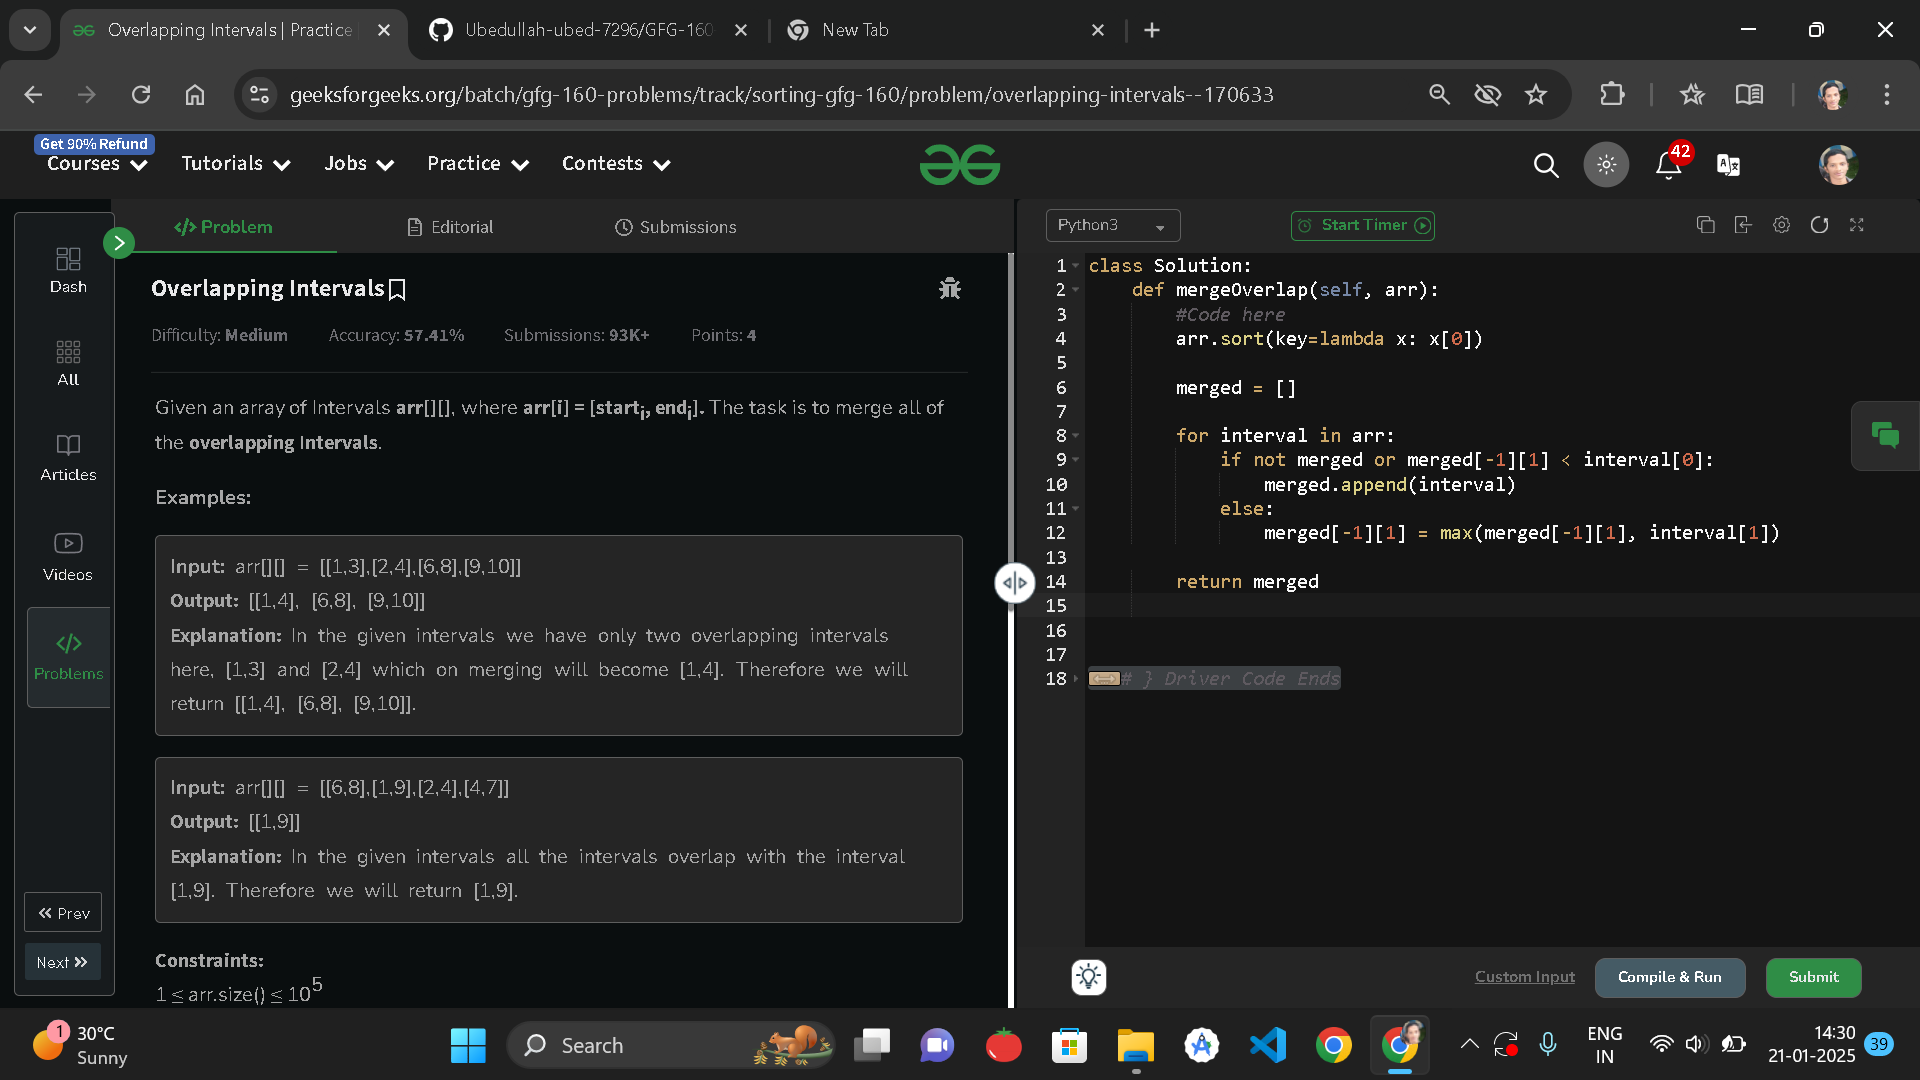 Overlapping Intervals | Practice
Ubedullah-ubed-7296/GFG-160
New Tab
geeksforgeeks.org/batch/gfg-160-problems/track/sorting-gfg-160/problem/overlapping-intervals--170633
Get 90% Refund
Courses
Tutorials
Jobs
Practice
Contests
42
Dash
All
Articles
Videos
</>
Problems
Prev
Next
</> Problem
Editorial
Submissions
Overlapping Intervals
Difficulty: Medium Accuracy: 57.41% Submissions: 93K+ Points: 4
Given an array of Intervals arr[][], where arr[i] = [starti, endi]. The task is to merge all of
the overlapping Intervals.
Examples:
Input: arr[][] = [[1,3],[2,4],[6,8],[9,10]]
Output: [[1,4], [6,8], [9,10]]
Explanation: In the given intervals we have only two overlapping intervals
here, [1,3] and [2,4] which on merging will become [1,4]. Therefore we will
return [[1,4], [6,8], [9,10]].
Input: arr[][] = [[6,8],[1,9],[2,4],[4,7]]
Output: [[1,9]]
Explanation: In the given intervals all the intervals overlap with the interval
[1,9]. Therefore we will return [1,9].
Constraints:
1 ≤ arr.size() ≤ 10^5
Python3
Start Timer
1 class Solution:
2 def mergeOverlap(self, arr):
3 #Code here
4 arr.sort(key=lambda x: x[0])
5
6 merged = []
7
8 for interval in arr:
9 if not merged or merged[-1][1] < interval[0]:
10 merged.append(interval)
11 else:
12 merged[-1][1] = max(merged[-1][1], interval[1])
13
14 return merged
15
16
17
18 # } Driver Code Ends
Custom Input
Compile & Run
Submit
1
30°C
Sunny
Search
ENG
IN
14:30
21-01-2025
39